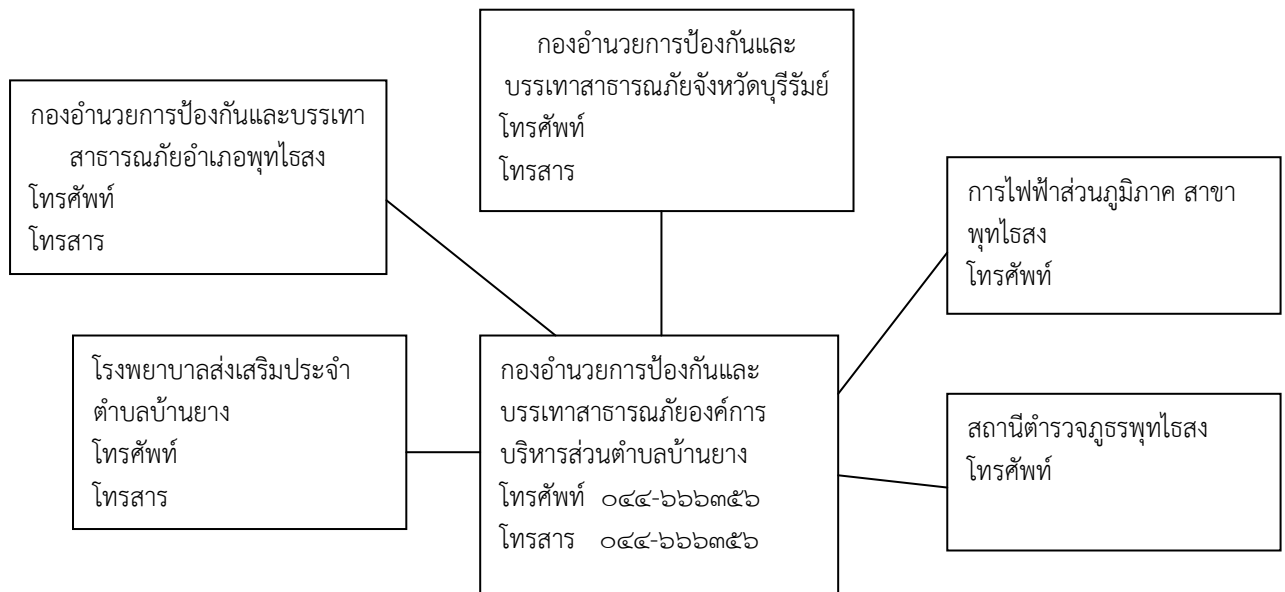 กองอำนวยการป้องกันและ
บรรเทาสาธารณภัยจังหวัดบุรีรัมย์
โทรศัพท์
โทรสาร
กองอำนวยการป้องกันและบรรเทา
สาธารณภัยอำเภอพุทไธสง
โทรศัพท์
โทรสาร
การไฟฟ้าส่วนภูมิภาค สาขา
พุทไธสง
โทรศัพท์
โรงพยาบาลส่งเสริมประจำ
ตำบลบ้านยาง
โทรศัพท์
โทรสาร
กองอำนวยการป้องกันและ
บรรเทาสาธารณภัยองค์การ
บริหารส่วนตำบลบ้านยาง
โทรศัพท์ ๐๔๔-๖๖๖๓๕๖
โทรสาร ๐๔๔-๖๖๖๓๕๖
สถานีตำรวจภูธรพุทไธสง
โทรศัพท์